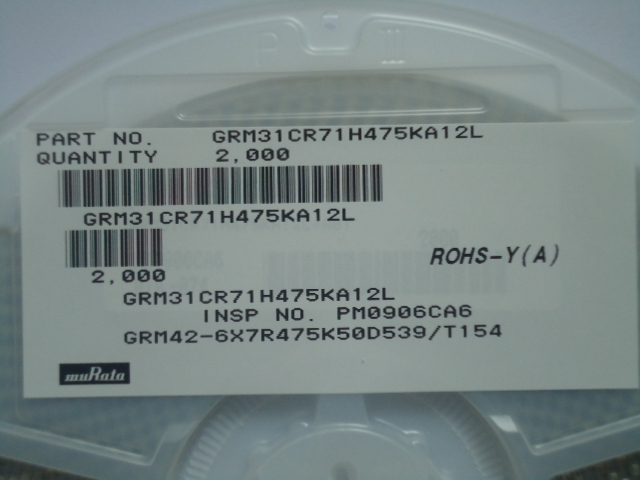 PART NO. GRM31CR71H475KA12L
QUANTITY 2,000
GRM31CR71H475KA12L
2,000
ROHS-Y(A)
GRM31CR71H475KA12L
INSP NO. PM0906CA6
GRM42-6X7R475K50D539/T154
muRata